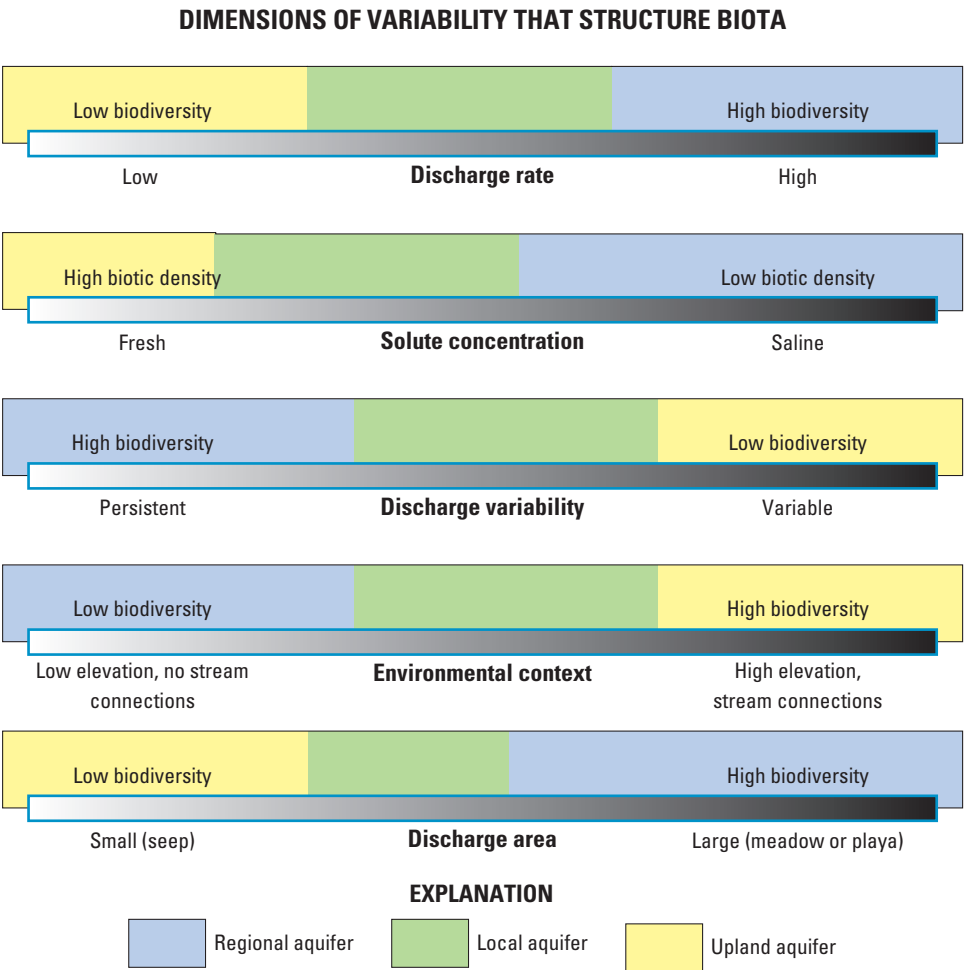 DIMENSIONS OF VARIABILITY THAT STRUCTURE BIOTA
Low biodiversity
High biodiversity
Low
Discharge rate
High
High biotic density
Low biotic density
Fresh
Solute concentration
Saline
High biodiversity
Low biodiversity
Persistent
Discharge variability
Variable
Low biodiversity
High biodiversity
Low elevation, no stream
connections
Environmental context
High elevation,
stream connections
Low biodiversity
High biodiversity
Small (seep)
Discharge area
Large (meadow or playa)
EXPLANATION
Regional aquifer
Local aquifer
Upland aquifer